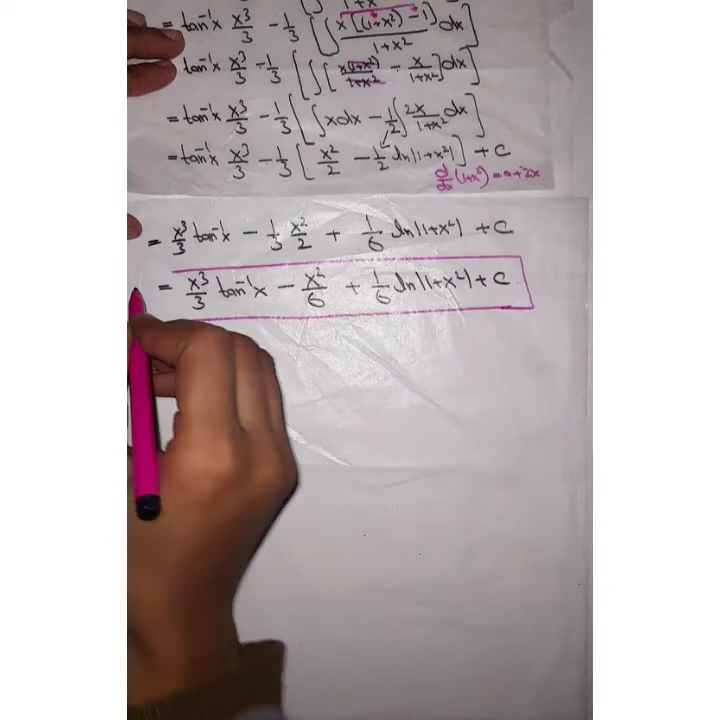 = tan⁻¹x x³/3 - 1/3 [∫ x[(1+x²) - 1]/1+x² dx]
tan⁻¹x x³/3 - 1/3 [∫[x(1+x²)/1+x² - x/1+x²]dx]
= tan⁻¹x x³/3 - 1/3 [∫xdx - 1/2 ∫2x/1+x² dx]
= tan⁻¹x x³/3 - 1/3 [x²/2 - 1/2 ln|1+x²|] + C
d/dx (1+x²) = 0+2x
= x³/3 tan⁻¹x - 1/3 x²/2 + 1/6 ln|1+x²| + C
= x³/3 tan⁻¹x - x²/6 + 1/6 ln|1+x²| + C